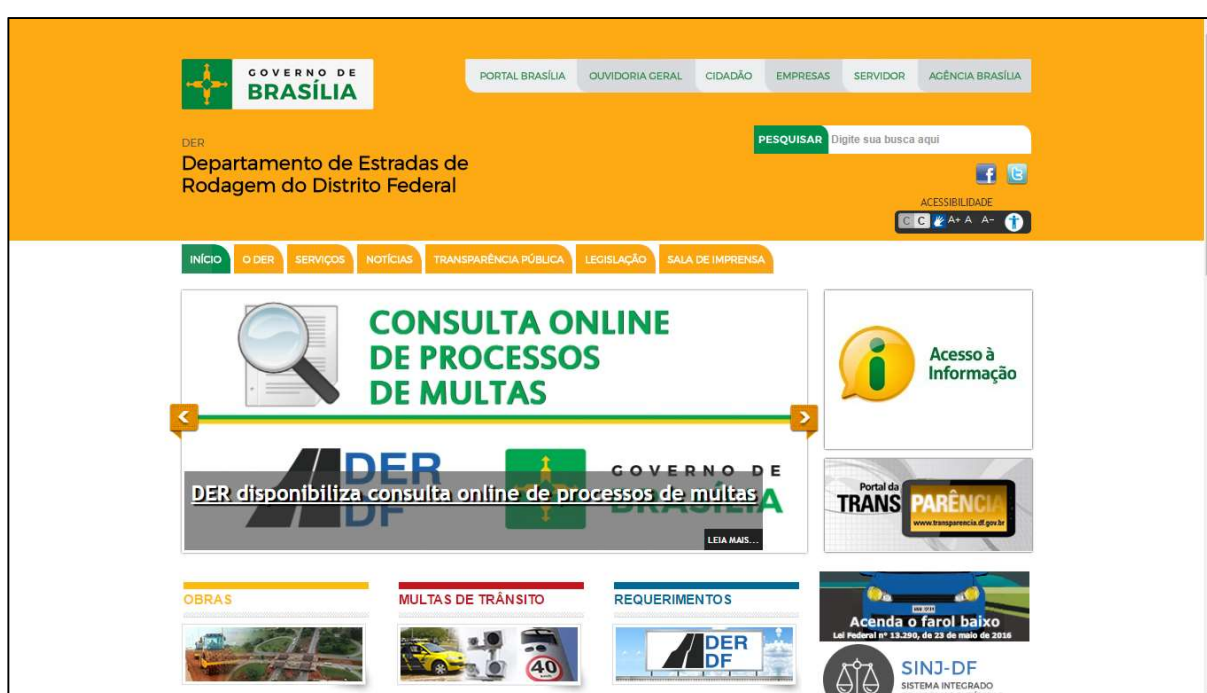 GOVERNO DE
BRASÍLIA
PORTAL BRASÍLIA OUVIDORIA GERAL CIDADÃO EMPRESAS SERVIDOR AGÊNCIA BRASÍLIA
PESQUISAR Digite sua busca aqui
DER
Departamento de Estradas de
Rodagem do Distrito Federal
ACESSIBILIDADE
C C A+ A A-
INÍCIO O DER SERVIÇOS NOTÍCIAS TRANSPARÊNCIA PÚBLICA LEGISLAÇÃO SALA DE IMPRENSA
CONSULTA ONLINE
DE PROCESSOS
DE MULTAS
DER
DF
GOVERNO DE
BRASÍLIA
DER disponibiliza consulta online de processos de multas
LEIA MAIS...
Acesso à
Informação
Portal da
TRANSPARÊNCIA
www.transparencia.df.gov.br
OBRAS
MULTAS DE TRÂNSITO
40
REQUERIMENTOS
DER
DF
Acenda o farol baixo
Lei Federal nº 13.290, de 23 de maio de 2016
SINJ-DF
SISTEMA INTEGRADO